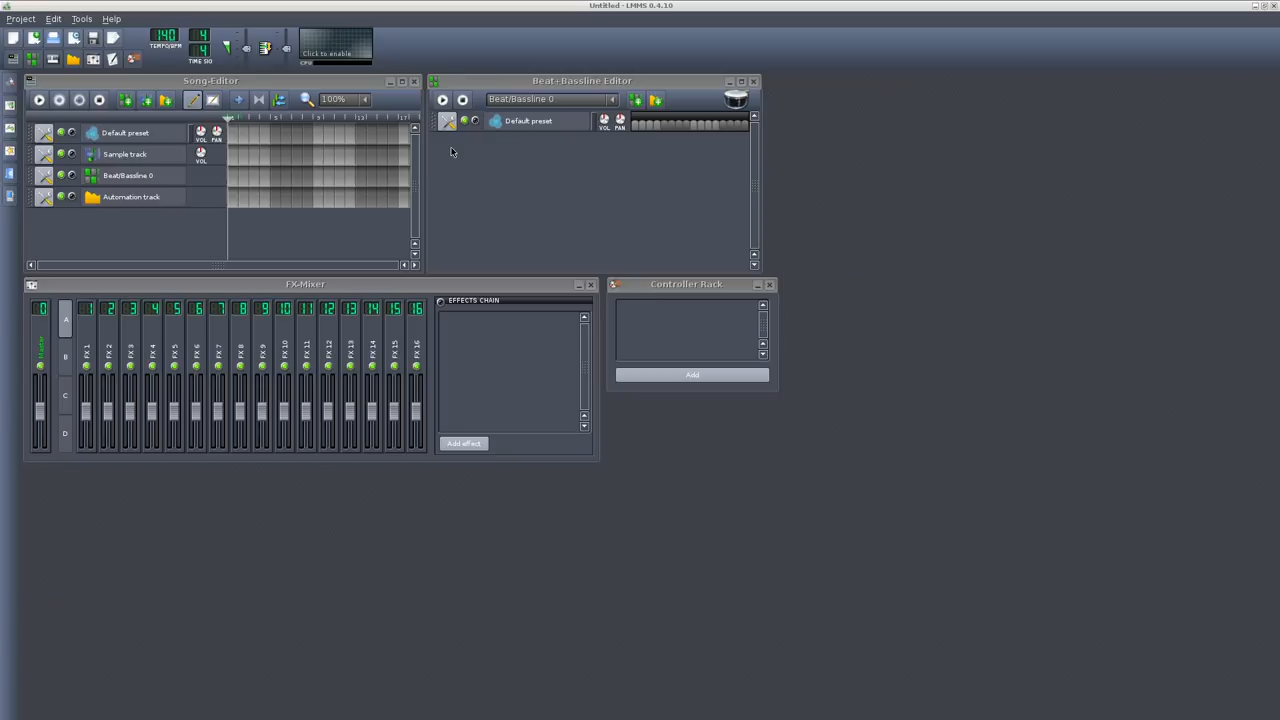 Untitled - LMMS 0.4.10
Project Edit Tools Help
140 TEMPO/BPM
4
4
TIME SIG
Click to enable
CPU
Song-Editor
100%
Default preset VOL PAN
Sample track VOL
Beat/Bassline 0
Automation track
Beat+Bassline Editor
Beat/Bassline 0
Default preset VOL PAN
FX-Mixer
0 1 2 3 4 5 6 7 8 9 10 11 12 13 14 15 16
A
B
C
D
Master FX 1 FX 2 FX 3 FX 4 FX 5 FX 6 FX 7 FX 8 FX 9 FX 10 FX 11 FX 12 FX 13 FX 14 FX 15 FX 16
EFFECTS CHAIN
Add effect
Controller Rack
Add